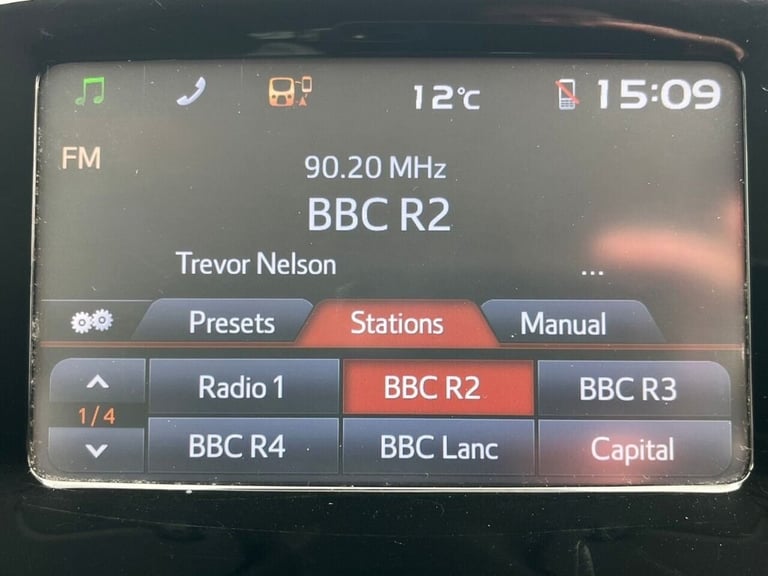 12°C 15:09
FM
90.20 MHz
BBC R2
Trevor Nelson ...
Presets Stations Manual
Radio 1 BBC R2 BBC R3
1/4
BBC R4 BBC Lanc Capital